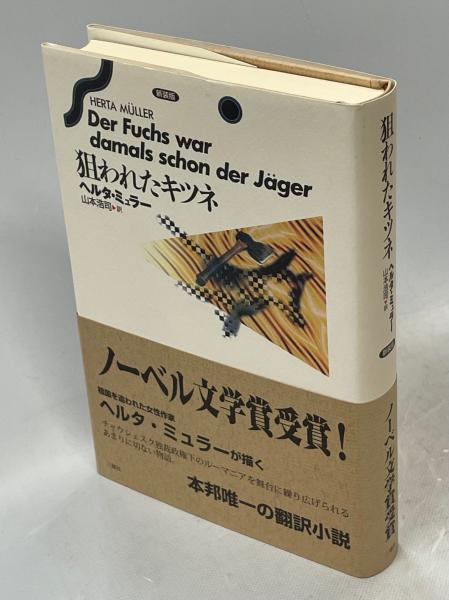 新装版
HERTA MÜLLER
Der Fuchs war
damals schon der Jäger
狙われたキツネ
ヘルタ・ミュラー
山本浩司▶訳
ノーベル文学賞受賞!
祖国を追われた女性作家
ヘルタ・ミュラーが描く
チャウシェスク独裁政権下のルーマニアを舞台に繰り広げられる
あまりに切ない物語。
本邦唯一の翻訳小説
三修社
狙われたキツネ
ヘルタ・ミュラー
山本浩司▶訳
新装版
ノーベル文学賞受賞